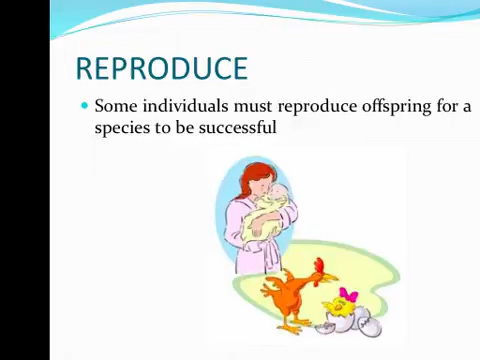 REPRODUCE
Some individuals must reproduce offspring for a
species to be successful